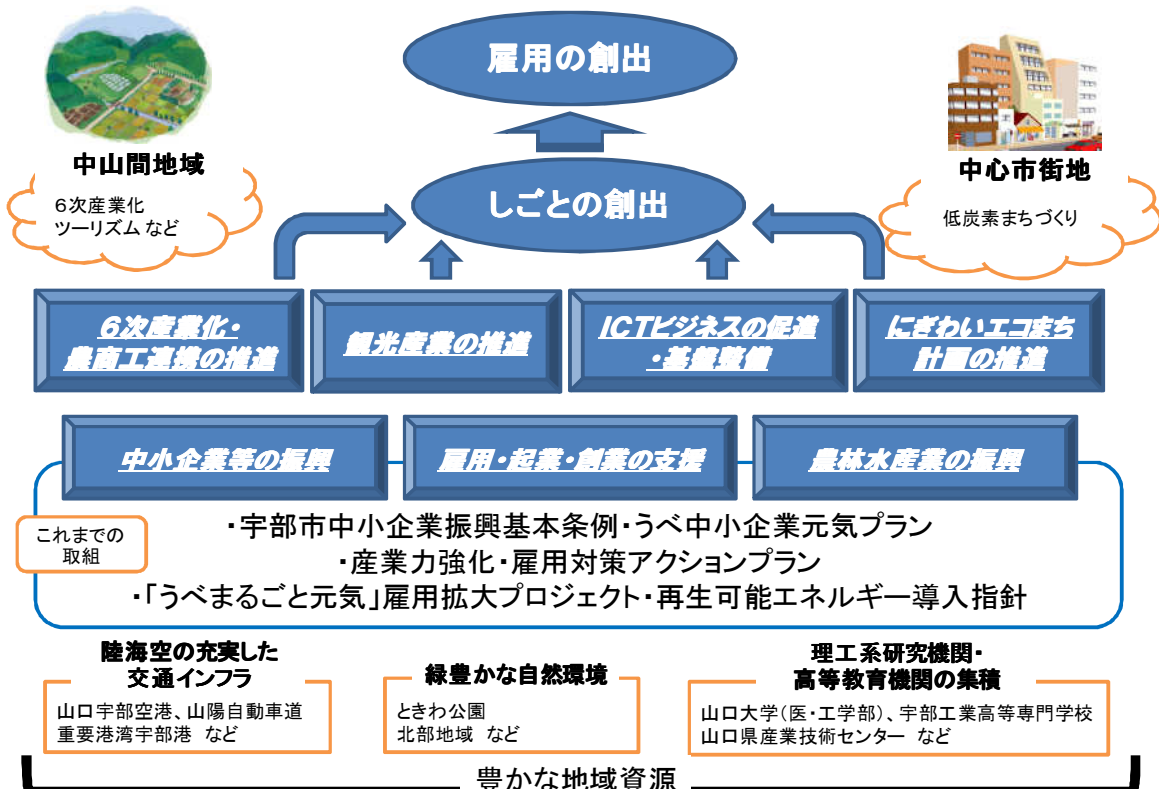 雇用の創出
中山間地域
6次産業化
ツーリズム など
しごとの創出
中心市街地
低炭素まちづくり
6次産業化・
農商工連携の推進
観光産業の推進
ICTビジネスの促進
・基盤整備
にぎわいエコまち
計画の推進
中小企業等の振興
雇用・起業・創業の支援
農林水産業の振興
これまでの
取組
・宇部市中小企業振興基本条例・うべ中小企業元気プラン
・産業力強化・雇用対策アクションプラン
・「うべまるごと元気」雇用拡大プロジェクト・再生可能エネルギー導入指針
陸海空の充実した
交通インフラ
山口宇部空港、山陽自動車道
重要港湾宇部港 など
緑豊かな自然環境
ときわ公園
北部地域 など
理工系研究機関・
高等教育機関の集積
山口大学(医・工学部)、宇部工業高等専門学校
山口県産業技術センター など
豊かな地域資源